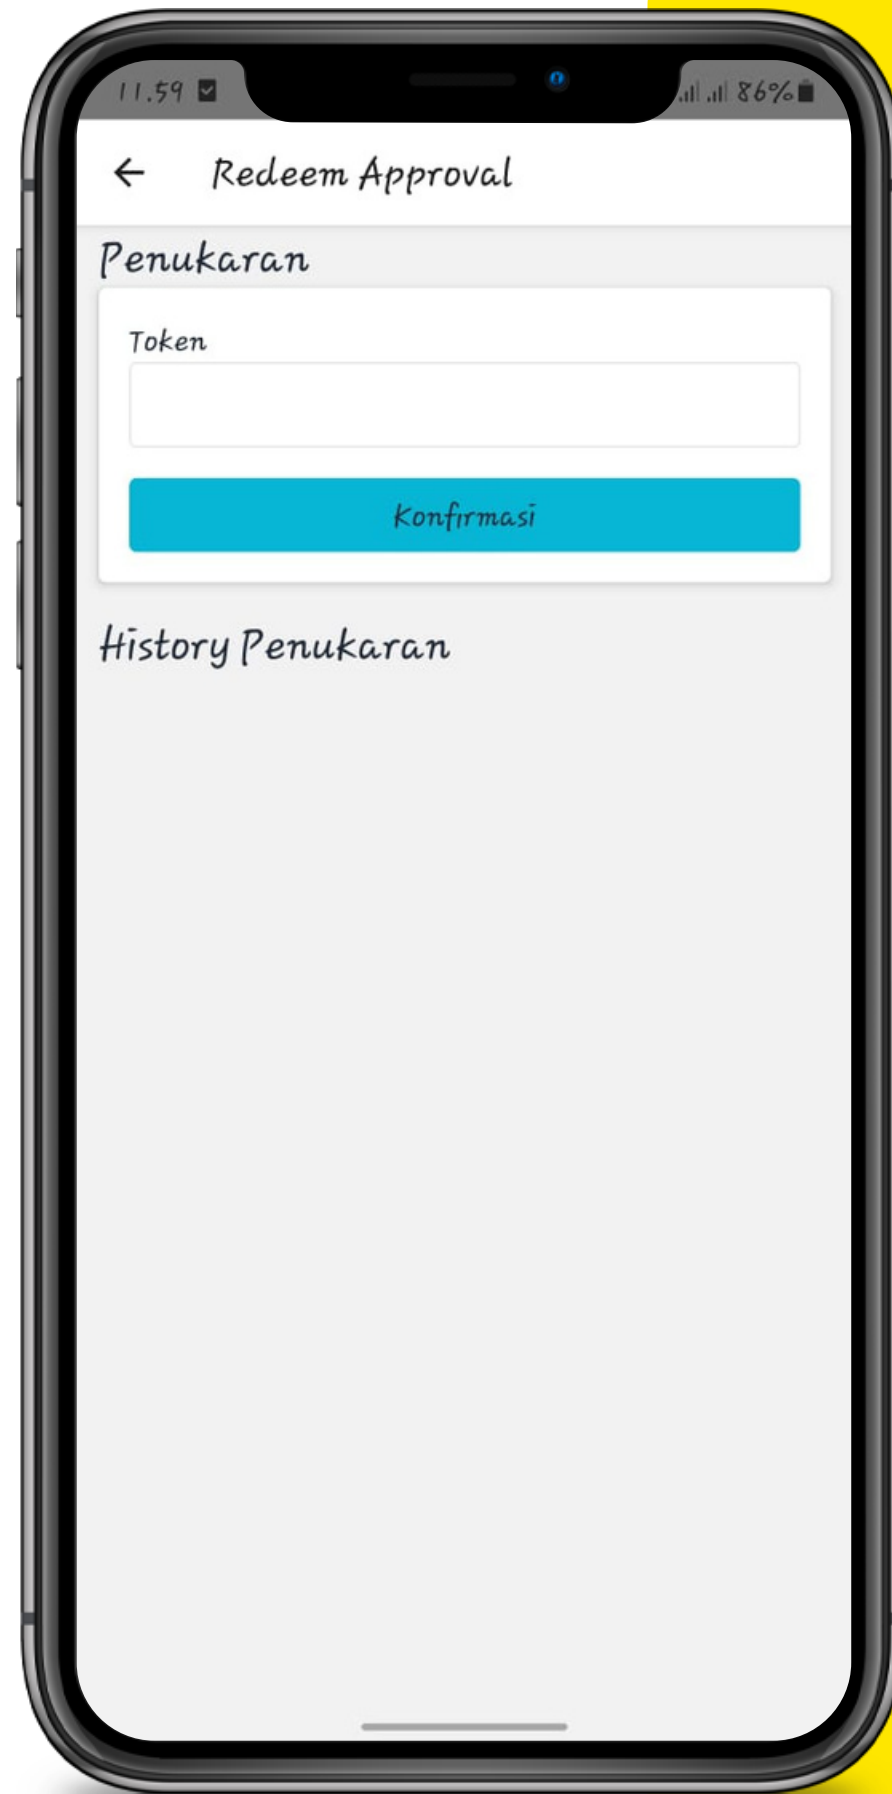 11.59
86%
Redeem Approval
Penukaran
Token
Konfirmasi
History Penukaran